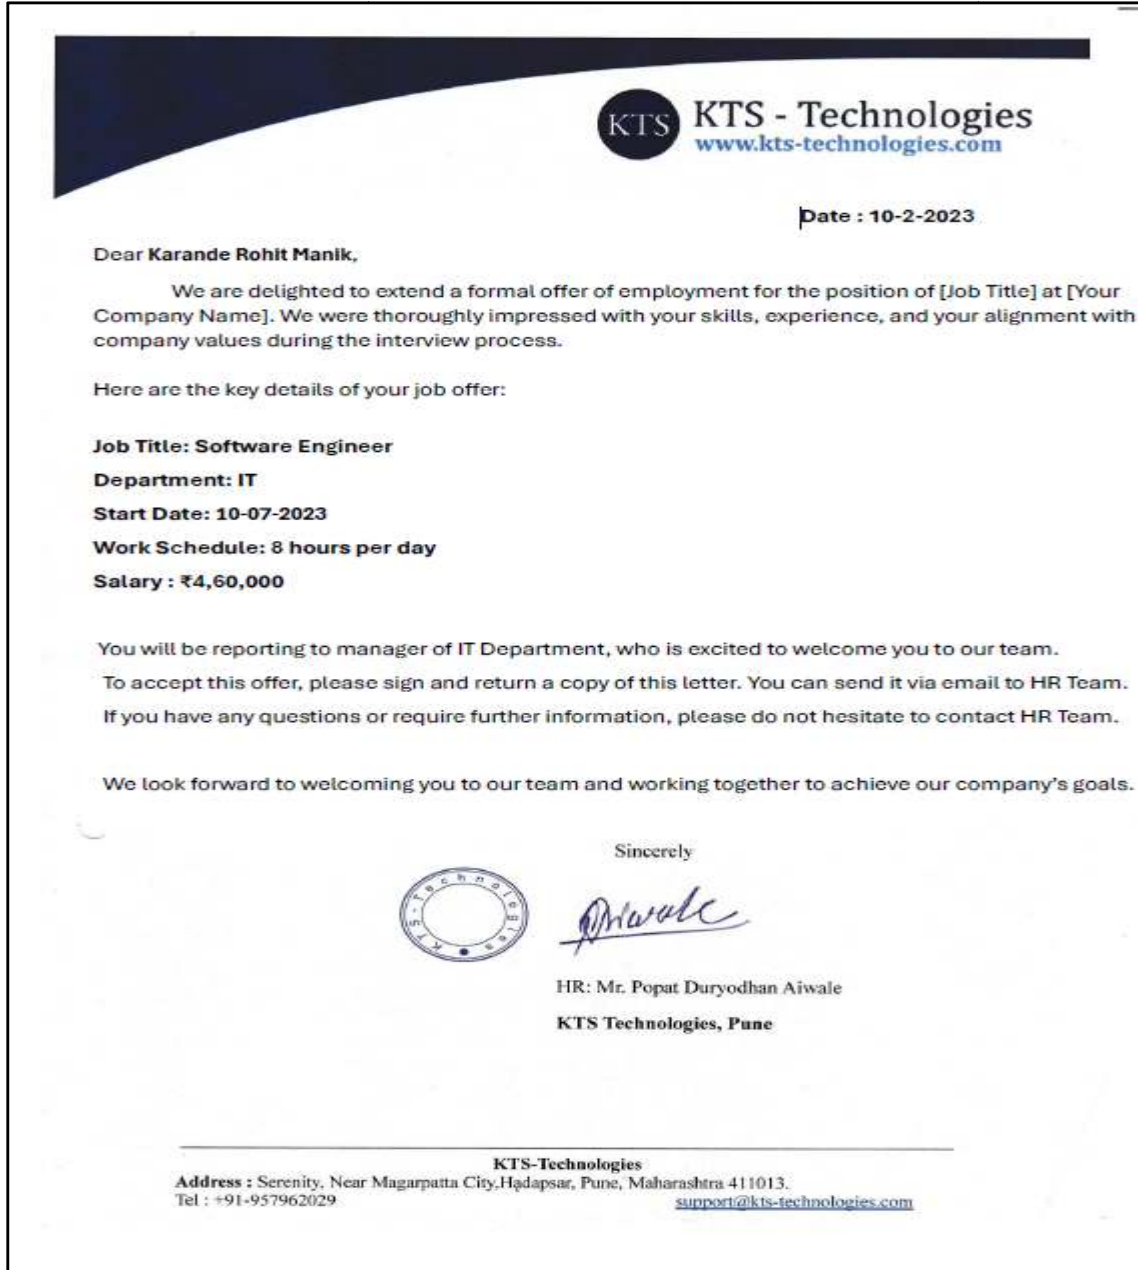 KTS
KTS - Technologies
www.kts-technologies.com
Date : 10-2-2023
Dear Karande Rohit Manik,
We are delighted to extend a formal offer of employment for the position of [Job Title] at [Your
Company Name]. We were thoroughly impressed with your skills, experience, and your alignment with
company values during the interview process.
Here are the key details of your job offer:
Job Title: Software Engineer
Department: IT
Start Date: 10-07-2023
Work Schedule: 8 hours per day
Salary : ₹4,60,000
You will be reporting to manager of IT Department, who is excited to welcome you to our team.
To accept this offer, please sign and return a copy of this letter. You can send it via email to HR Team.
If you have any questions or require further information, please do not hesitate to contact HR Team.
We look forward to welcoming you to our team and working together to achieve our company's goals.
Sincerely
KTS-Technologies
HR: Mr. Popat Duryodhan Aiwale
KTS Technologies, Pune
KTS-Technologies
Address : Serenity, Near Magarpatta City,Hadapsar, Pune, Maharashtra 411013.
Tel : +91-957962029
support@kts-technologies.com